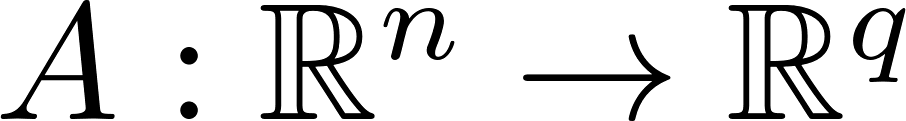 A : ℝⁿ → ℝ^q